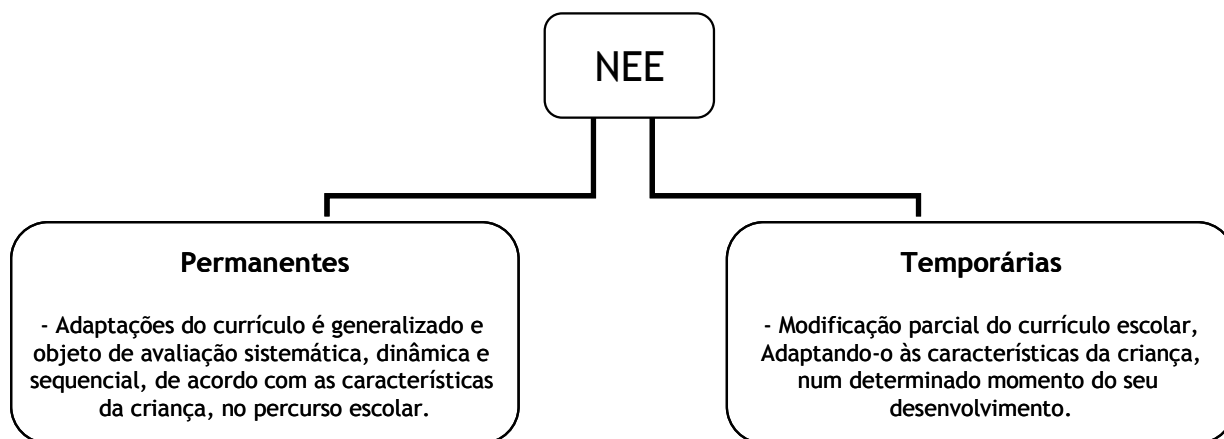 NEE
Permanentes
- Adaptações do currículo é generalizado e
objeto de avaliação sistemática, dinâmica e
sequencial, de acordo com as características
da criança, no percurso escolar.
Temporárias
- Modificação parcial do currículo escolar,
Adaptando-o às características da criança,
num determinado momento do seu
desenvolvimento.